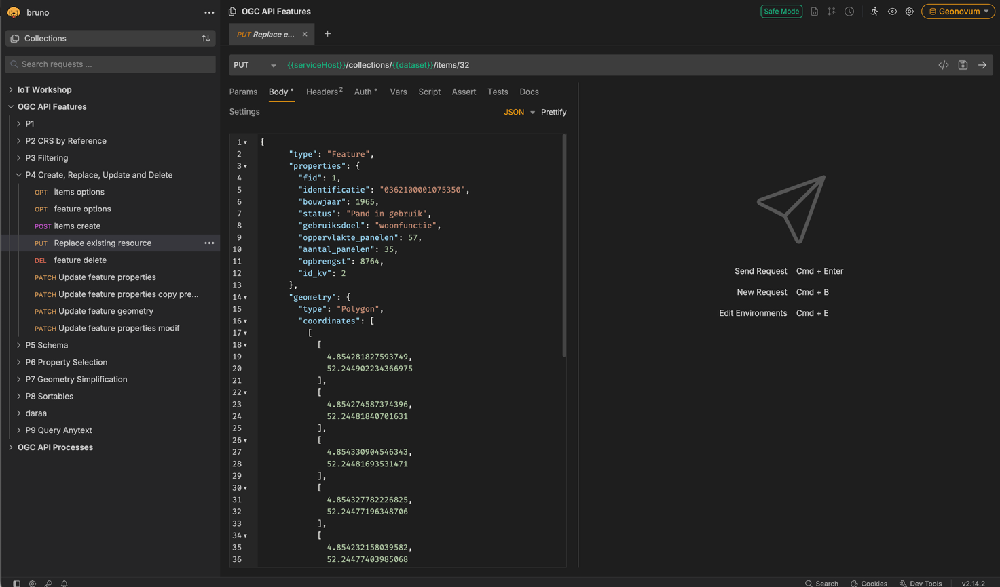 bruno
Collections
Search requests ...
IoT Workshop
OGC API Features
P1
P2 CRS by Reference
P3 Filtering
P4 Create, Replace, Update and Delete
OPT items options
OPT feature options
POST items create
PUT Replace existing resource
DEL feature delete
PATCH Update feature properties
PATCH Update feature properties copy pre...
PATCH Update feature geometry
PATCH Update feature properties modif
P5 Schema
P6 Property Selection
P7 Geometry Simplification
P8 Sortables
daraa
P9 Query Anytext
OGC API Processes
OGC API Features
Safe Mode
Geonovum
PUT Replace e...
PUT {{serviceHost}}/collections/{{dataset}}/items/32
Params Body * Headers 2 Auth * Vars Script Assert Tests Docs
Settings JSON Prettify
1 {
2 "type": "Feature",
3 "properties": {
4 "fid": 1,
5 "identificatie": "0362100001075350",
6 "bouwjaar": 1965,
7 "status": "Pand in gebruik",
8 "gebruiksdoel": "woonfunctie",
9 "oppervlakte_panelen": 57,
10 "aantal_panelen": 35,
11 "opbrengst": 8764,
12 "id_kv": 2
13 },
14 "geometry": {
15 "type": "Polygon",
16 "coordinates": [
17 [
18 [
19 4.854281827593749,
20 52.244902234366975
21 ],
22 [
23 4.854274587374396,
24 52.24481840701631
25 ],
26 [
27 4.854330904546343,
28 52.24481693531471
29 ],
30 [
31 4.854327782226825,
32 52.24477196348706
33 ],
34 [
35 4.854232158039582,
36 52.24477403985068
Send Request Cmd + Enter
New Request Cmd + B
Edit Environments Cmd + E
Search Cookies Dev Tools v2.14.2